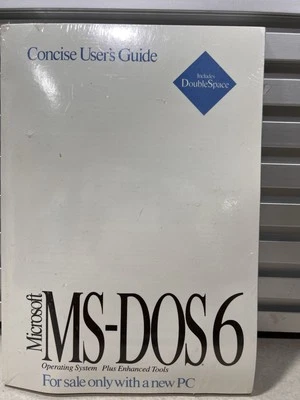 Concise User's Guide
Includes
DoubleSpace
Microsoft
MS-DOS 6
Operating System Plus Enhanced Tools
For sale only with a new PC